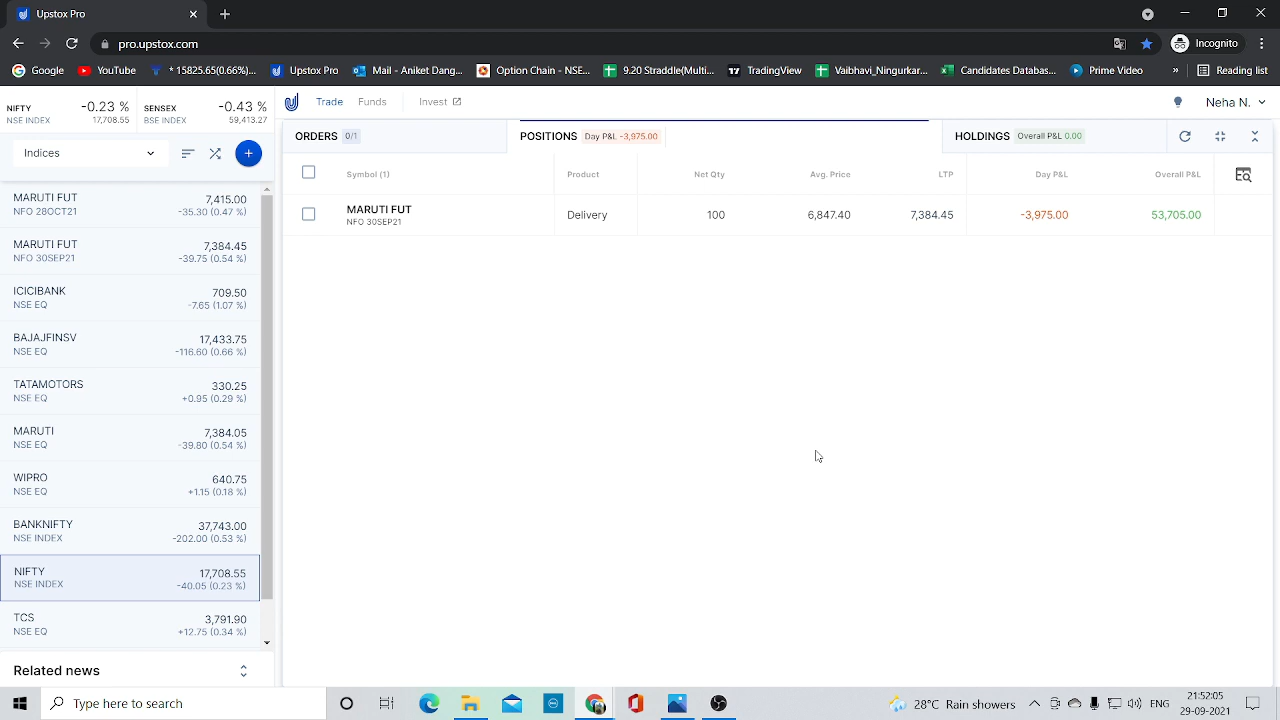 Upstox Pro
pro.upstox.com
Incognito
Google
YouTube
* 15825.05(0.69%)...
Upstox Pro
Mail - Aniket Dang...
Option Chain - NSE...
9.20 Straddle(Multi...
TradingView
Vaibhavi_Ningurkar...
Candidates Datab...
Prime Video
»
Reading list
NIFTY -0.23 %
NSE INDEX 17,708.55
SENSEX -0.43 %
BSE INDEX 59,413.27
Trade Funds Invest
Neha N.
Indices
ORDERS 0/1
POSITIONS Day P&L -3,975.00
HOLDINGS Overall P&L 0.00
Symbol (1) Product Net Qty Avg. Price LTP Day P&L Overall P&L
MARUTI FUT Delivery 100 6,847.40 7,384.45 -3,975.00 53,705.00
NFO 30SEP21
MARUTI FUT 7,415.00
NFO 28OCT21 -35.30 (0.47 %)
MARUTI FUT 7,384.45
NFO 30SEP21 -39.75 (0.54 %)
ICICIBANK 709.50
NSE EQ -7.65 (1.07 %)
BAJAJFINSV 17,433.75
NSE EQ -116.60 (0.66 %)
TATAMOTORS 330.25
NSE EQ +0.95 (0.29 %)
MARUTI 7,384.05
NSE EQ -39.80 (0.54 %)
WIPRO 640.75
NSE EQ +1.15 (0.18 %)
BANKNIFTY 37,743.00
NSE INDEX -202.00 (0.53 %)
NIFTY 17,708.55
NSE INDEX -40.05 (0.23 %)
TCS 3,791.90
NSE EQ +12.75 (0.34 %)
Related news
Type here to search
28°C Rain showers
21:52:05
29-09-2021